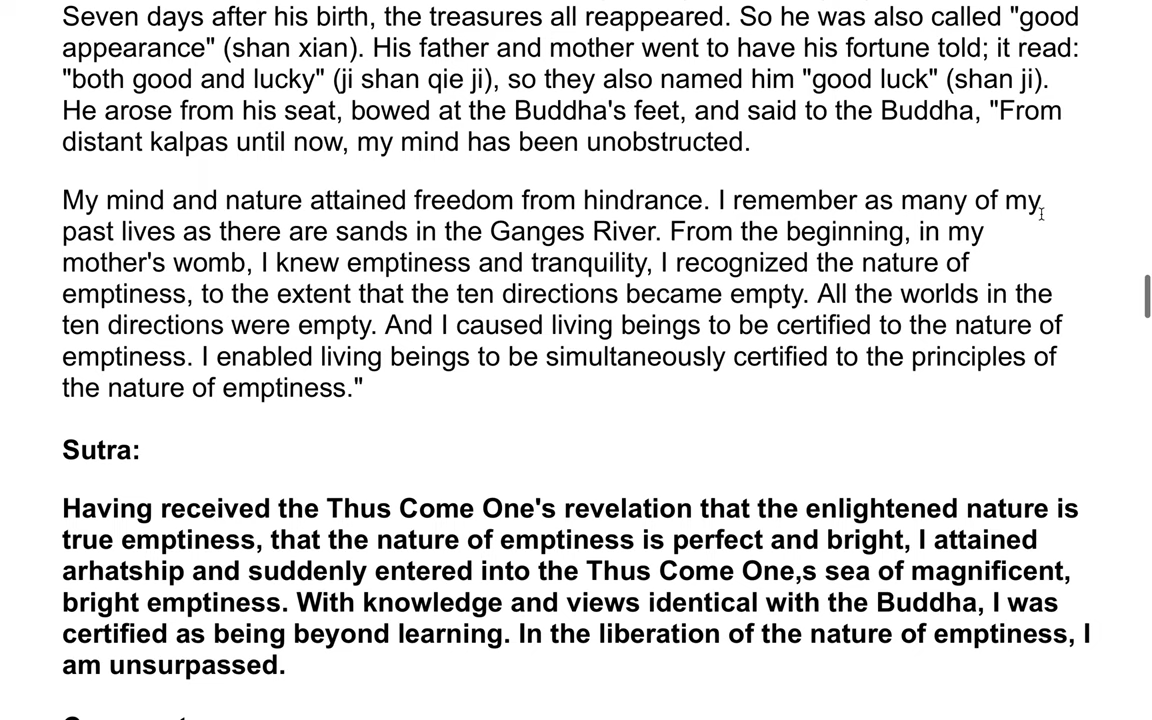 Seven days after his birth, the treasures all reappeared. So he was also called "good
appearance" (shan xian). His father and mother went to have his fortune told; it read:
"both good and lucky" (ji shan qie ji), so they also named him "good luck" (shan ji).
He arose from his seat, bowed at the Buddha's feet, and said to the Buddha, "From
distant kalpas until now, my mind has been unobstructed.
My mind and nature attained freedom from hindrance. I remember as many of my
past lives as there are sands in the Ganges River. From the beginning, in my
mother's womb, I knew emptiness and tranquility, I recognized the nature of
emptiness, to the extent that the ten directions became empty. All the worlds in the
ten directions were empty. And I caused living beings to be certified to the nature of
emptiness. I enabled living beings to be simultaneously certified to the principles of
the nature of emptiness."
Sutra:
Having received the Thus Come One's revelation that the enlightened nature is
true emptiness, that the nature of emptiness is perfect and bright, I attained
arhatship and suddenly entered into the Thus Come One,s sea of magnificent,
bright emptiness. With knowledge and views identical with the Buddha, I was
certified as being beyond learning. In the liberation of the nature of emptiness, I
am unsurpassed.